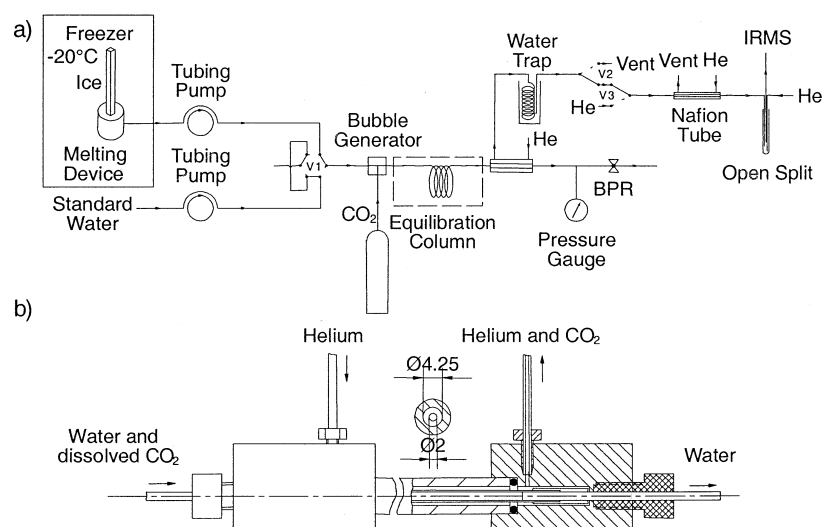 a)
Freezer
-20°C
Ice
Melting
Device
Tubing
Pump
Tubing
Pump
Standard
Water
V1
Bubble
Generator
CO₂
Equilibration
Column
He
Water
Trap
Vent
V2
V3
He
Vent He
Nafion
Tube
IRMS
He
Open Split
BPR
Pressure
Gauge
b)
Helium
Helium and CO₂
Ø4.25
Ø2
Water and
dissolved CO₂
Water